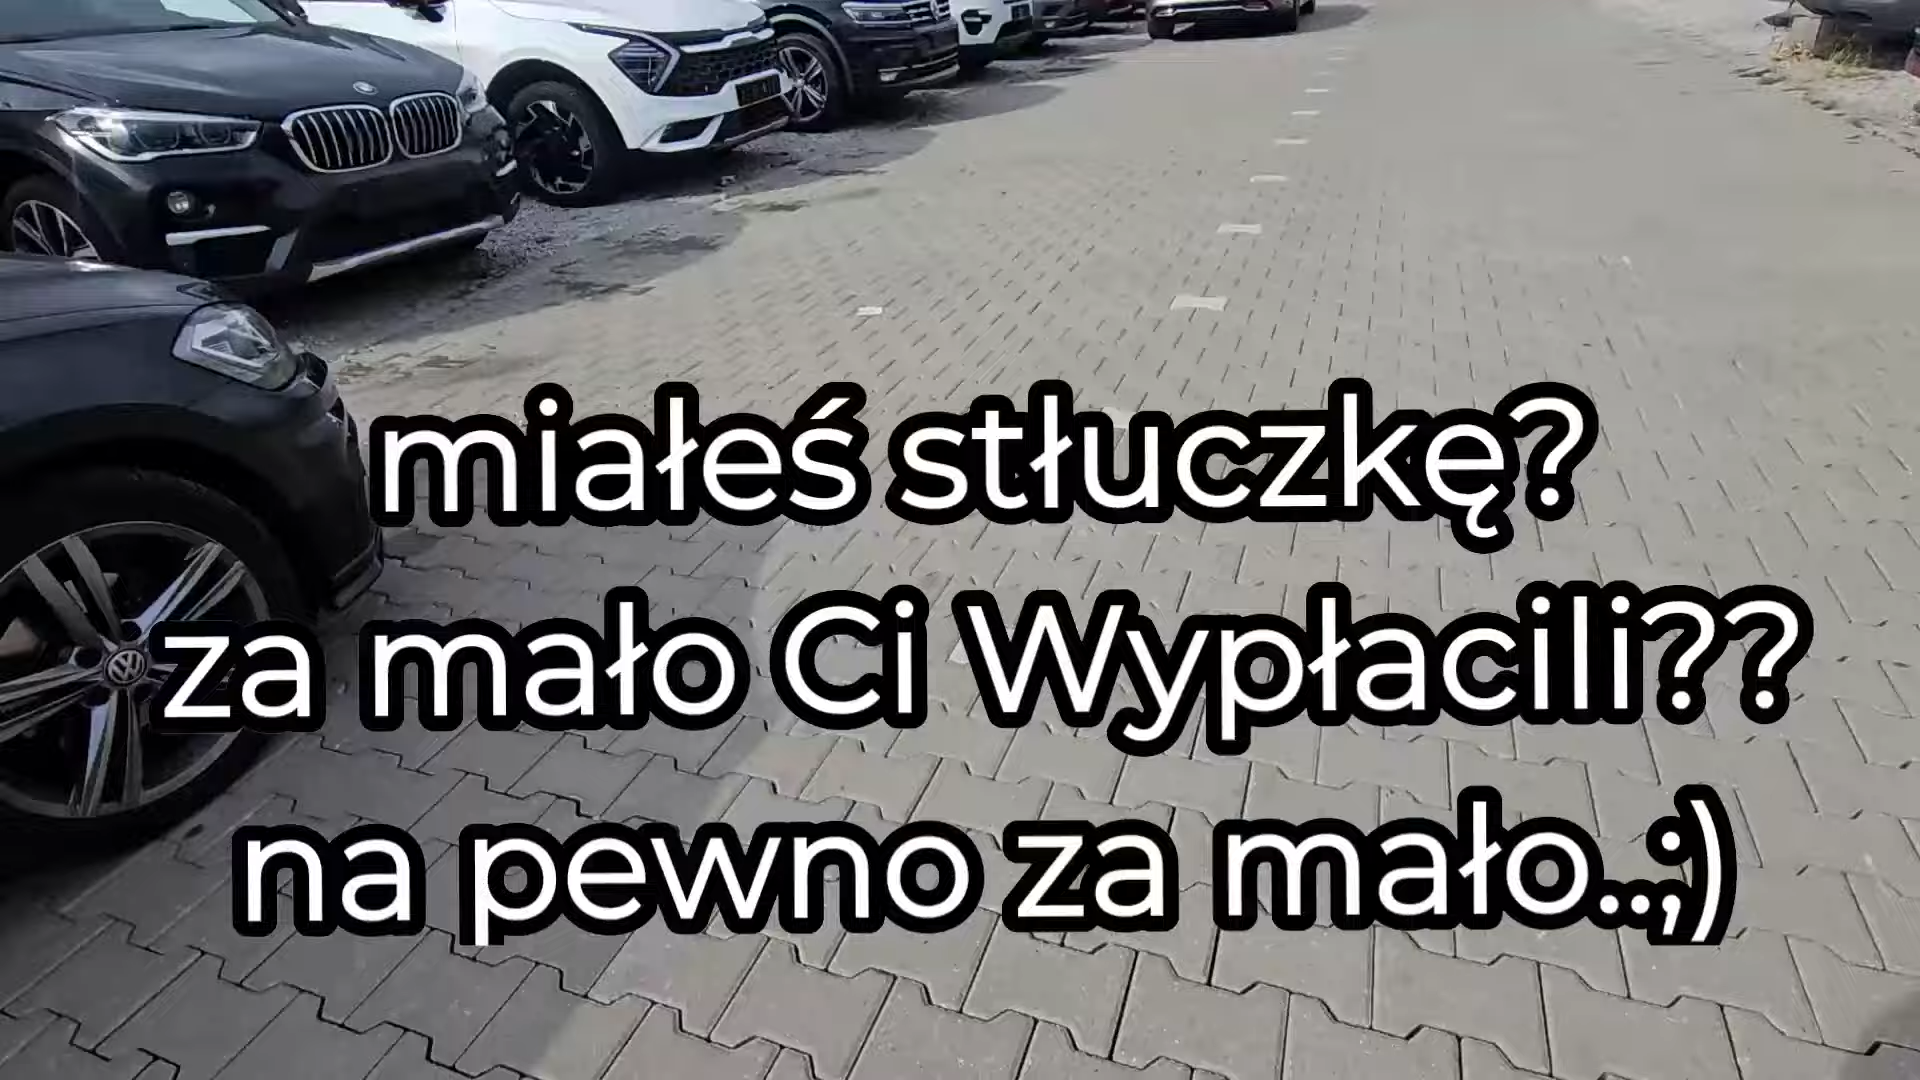 miałeś stłuczkę?
za mało Ci Wypłacili??
na pewno za mało..;)